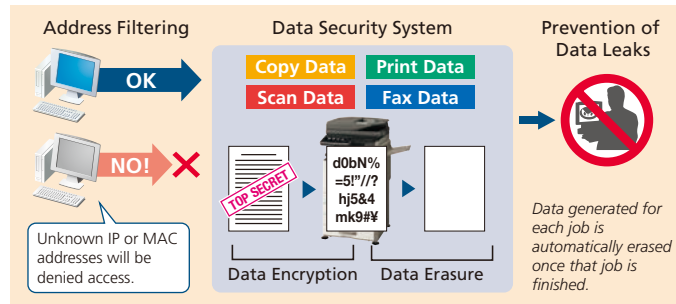 Address Filtering
OK
NO!
Unknown IP or MAC
addresses will be
denied access.
Data Security System
Copy Data
Print Data
Scan Data
Fax Data
TOP SECRET
d0bN%
=5!"//?
hj5&4
mk9#¥
Data Encryption
Data Erasure
Prevention of
Data Leaks
Data generated for
each job is
automatically erased
once that job is
finished.